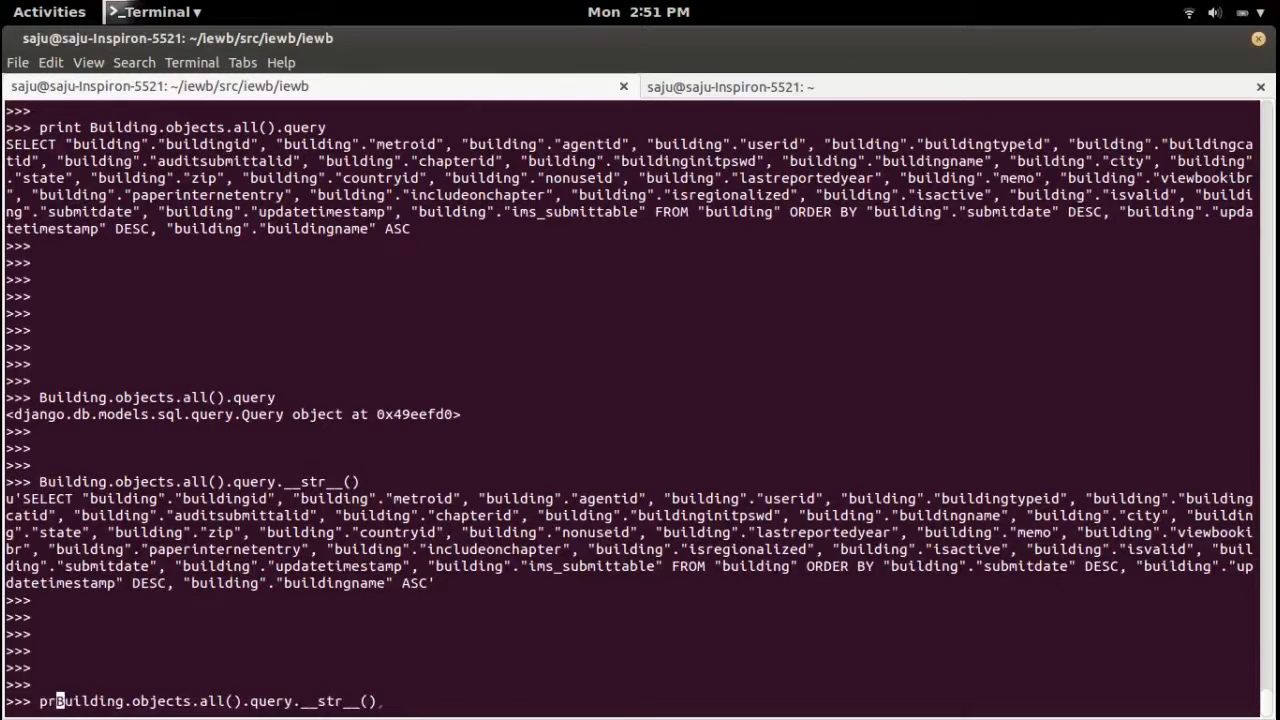 Activities >_Terminal ▾ Mon 2:51 PM
saju@saju-Inspiron-5521: ~/iewb/src/iewb/iewb
File Edit View Search Terminal Tabs Help
saju@saju-Inspiron-5521: ~/iewb/src/iewb/iewb × saju@saju-Inspiron-5521: ~ ×
>>>
>>> print Building.objects.all().query
SELECT "building"."buildingid", "building"."metroid", "building"."agentid", "building"."userid", "building"."buildingtypeid", "building"."buildingca
tid", "building"."auditsubmittalid", "building"."chapterid", "building"."buildinginitpswd", "building"."buildingname", "building"."city", "building"
."state", "building"."zip", "building"."countryid", "building"."nonuseid", "building"."lastreportedyear", "building"."memo", "building"."viewbookibr
", "building"."paperinternetentry", "building"."includeonchapter", "building"."isregionalized", "building"."isactive", "building"."isvalid", "buildi
ng"."submitdate", "building"."updatetimestamp", "building"."ims_submittable" FROM "building" ORDER BY "building"."submitdate" DESC, "building"."upda
tetimestamp" DESC, "building"."buildingname" ASC
>>>
>>>
>>>
>>>
>>>
>>>
>>>
>>>
>>>
>>> Building.objects.all().query
<django.db.models.sql.query.Query object at 0x49eefd0>
>>>
>>>
>>>
>>> Building.objects.all().query.__str__()
u'SELECT "building"."buildingid", "building"."metroid", "building"."agentid", "building"."userid", "building"."buildingtypeid", "building"."building
catid", "building"."auditsubmittalid", "building"."chapterid", "building"."buildinginitpswd", "building"."buildingname", "building"."city", "buildin
g"."state", "building"."zip", "building"."countryid", "building"."nonuseid", "building"."lastreportedyear", "building"."memo", "building"."viewbooki
br", "building"."paperinternetentry", "building"."includeonchapter", "building"."isregionalized", "building"."isactive", "building"."isvalid", "buil
ding"."submitdate", "building"."updatetimestamp", "building"."ims_submittable" FROM "building" ORDER BY "building"."submitdate" DESC, "building"."up
datetimestamp" DESC, "building"."buildingname" ASC'
>>>
>>>
>>>
>>>
>>>
>>>
>>> prBuilding.objects.all().query.__str__()